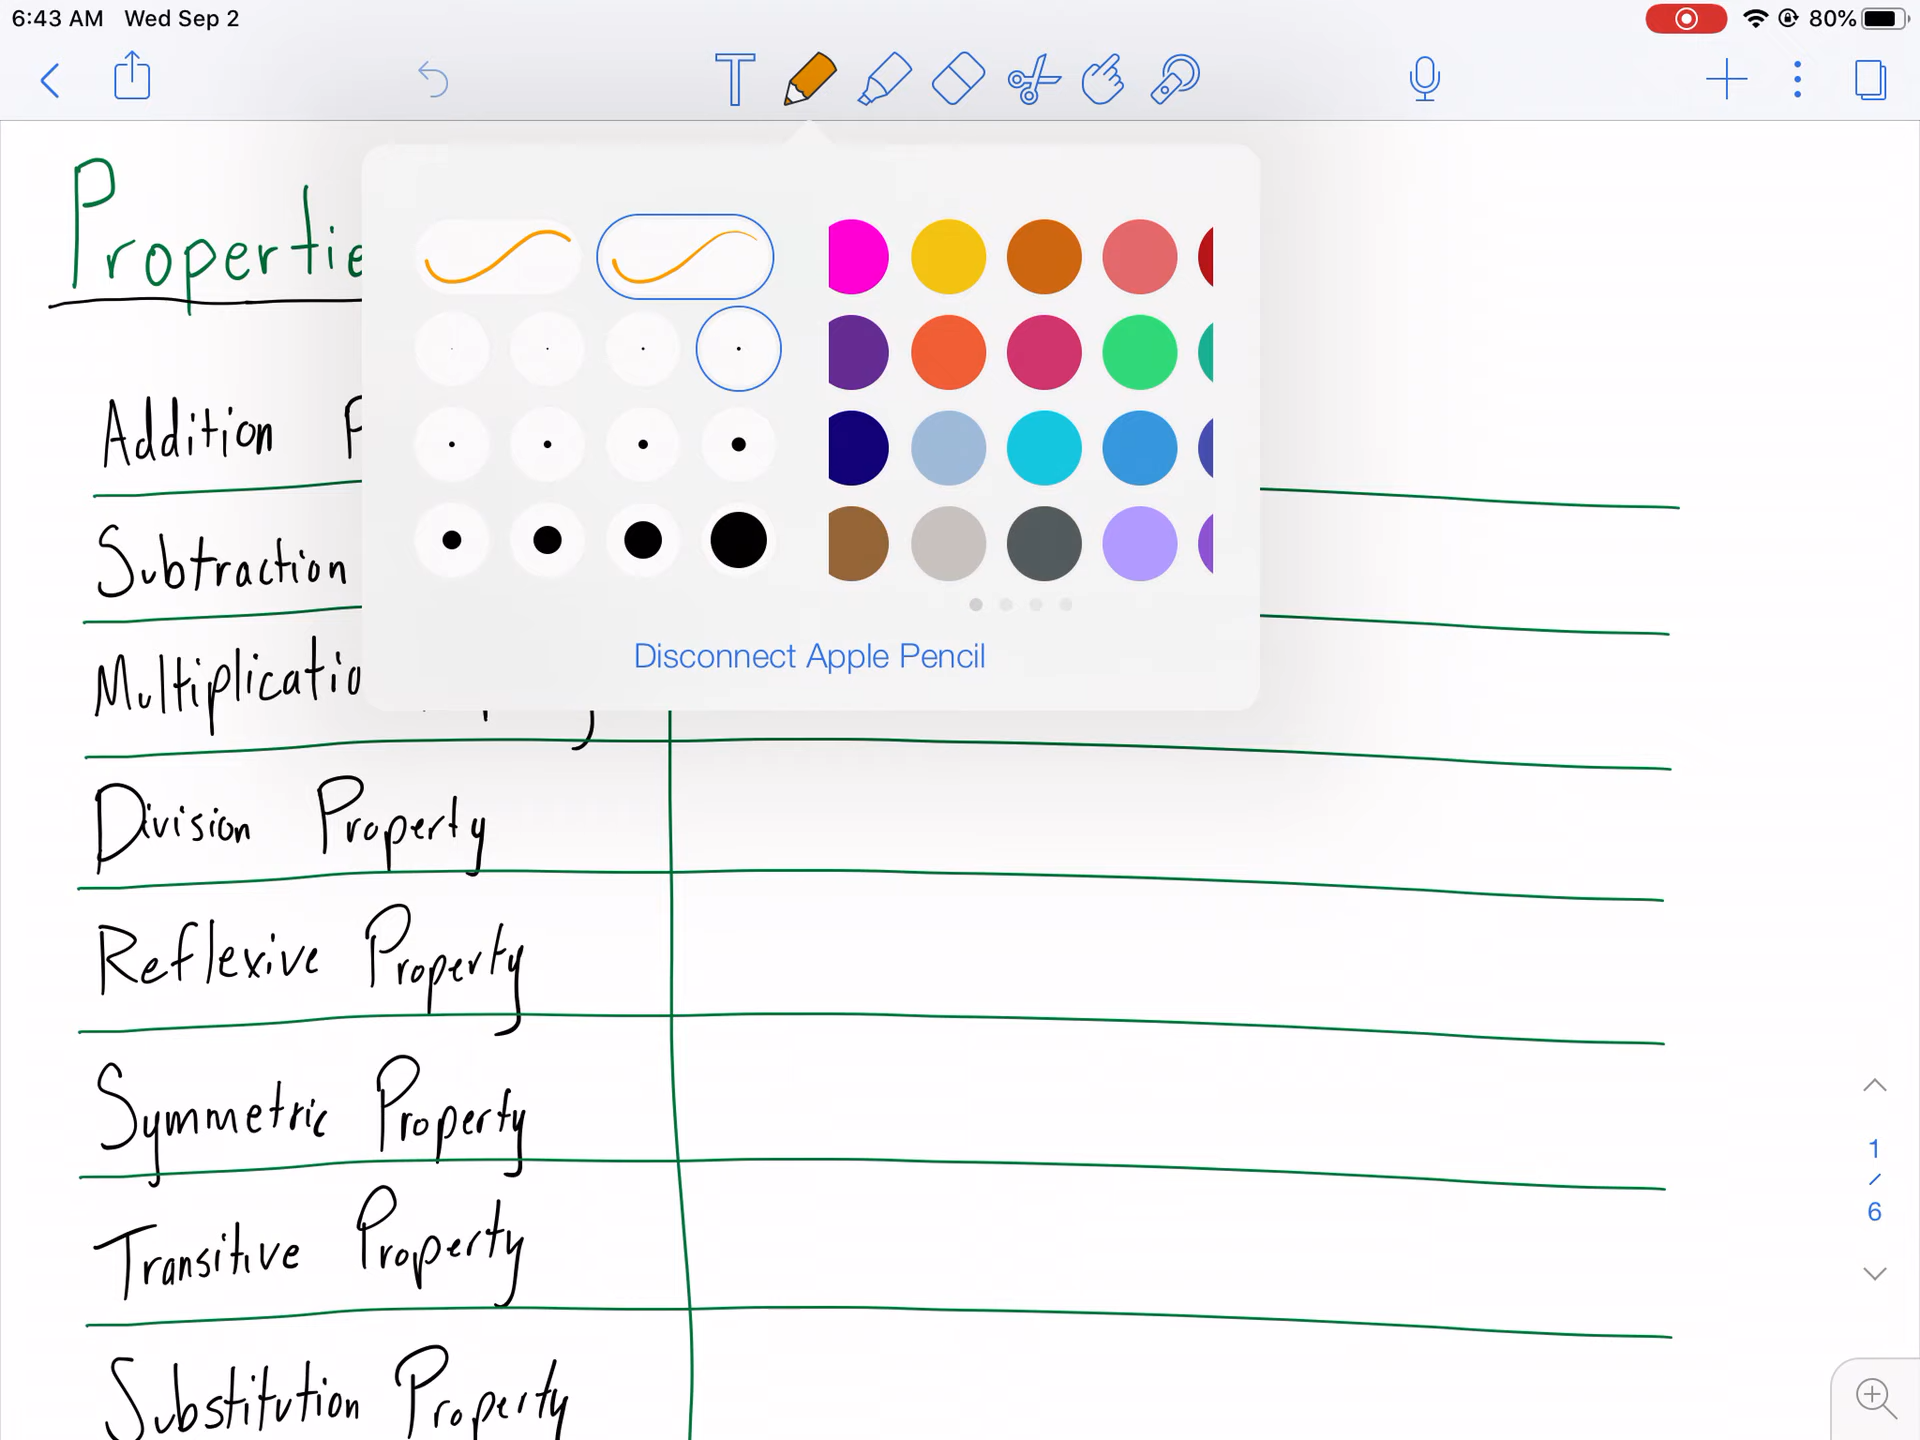 6:43 AM Wed Sep 2 80%
T
Propertie
Addition P
Subtraction
Multiplicatio
Disconnect Apple Pencil
Division Property
Reflexive Property
Symmetric Property
Transitive Property
Substitution Property
1
/
6